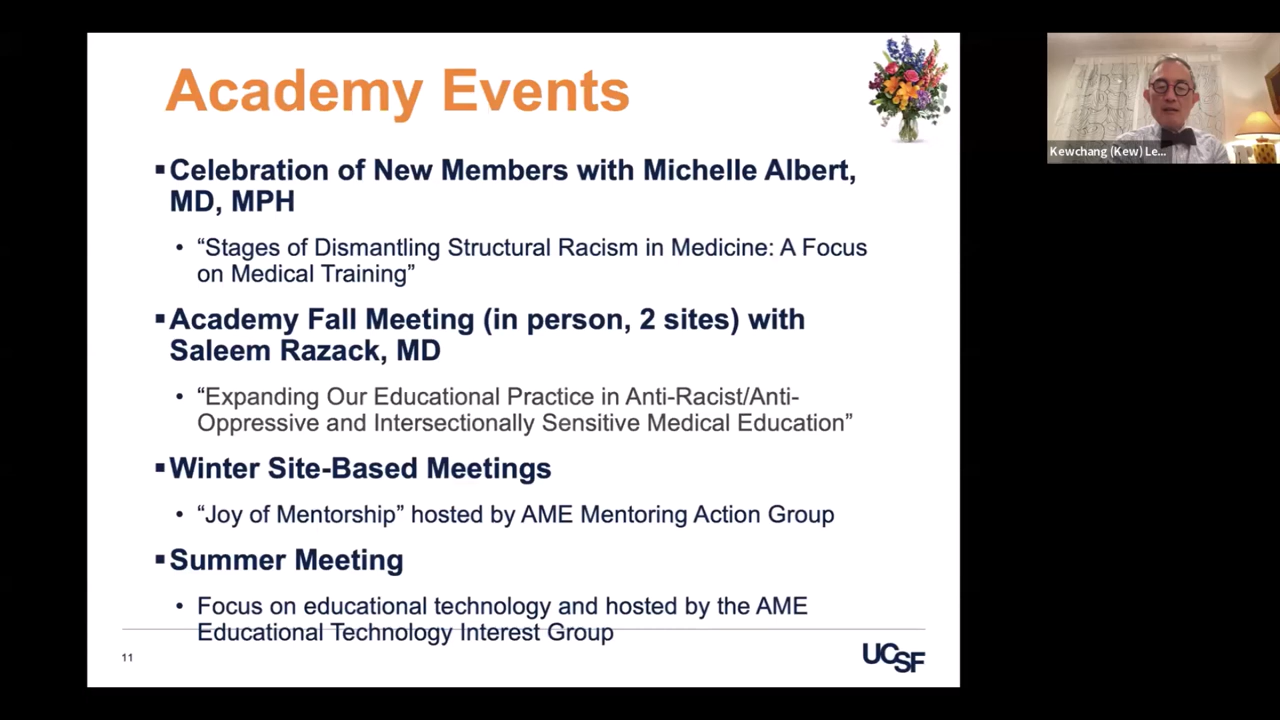 Academy Events
▪Celebration of New Members with Michelle Albert,
MD, MPH
• “Stages of Dismantling Structural Racism in Medicine: A Focus
on Medical Training”
▪Academy Fall Meeting (in person, 2 sites) with
Saleem Razack, MD
• “Expanding Our Educational Practice in Anti-Racist/Anti-
Oppressive and Intersectionally Sensitive Medical Education”
▪Winter Site-Based Meetings
• “Joy of Mentorship” hosted by AME Mentoring Action Group
▪Summer Meeting
• Focus on educational technology and hosted by the AME
Educational Technology Interest Group
11
UCSF
Kewchang (Kew) Le...